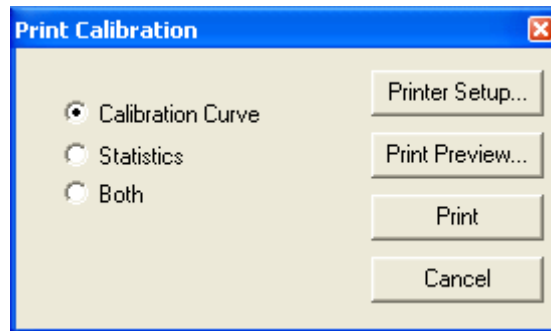 Print Calibration
Calibration Curve
Statistics
Both
Printer Setup...
Print Preview...
Print
Cancel